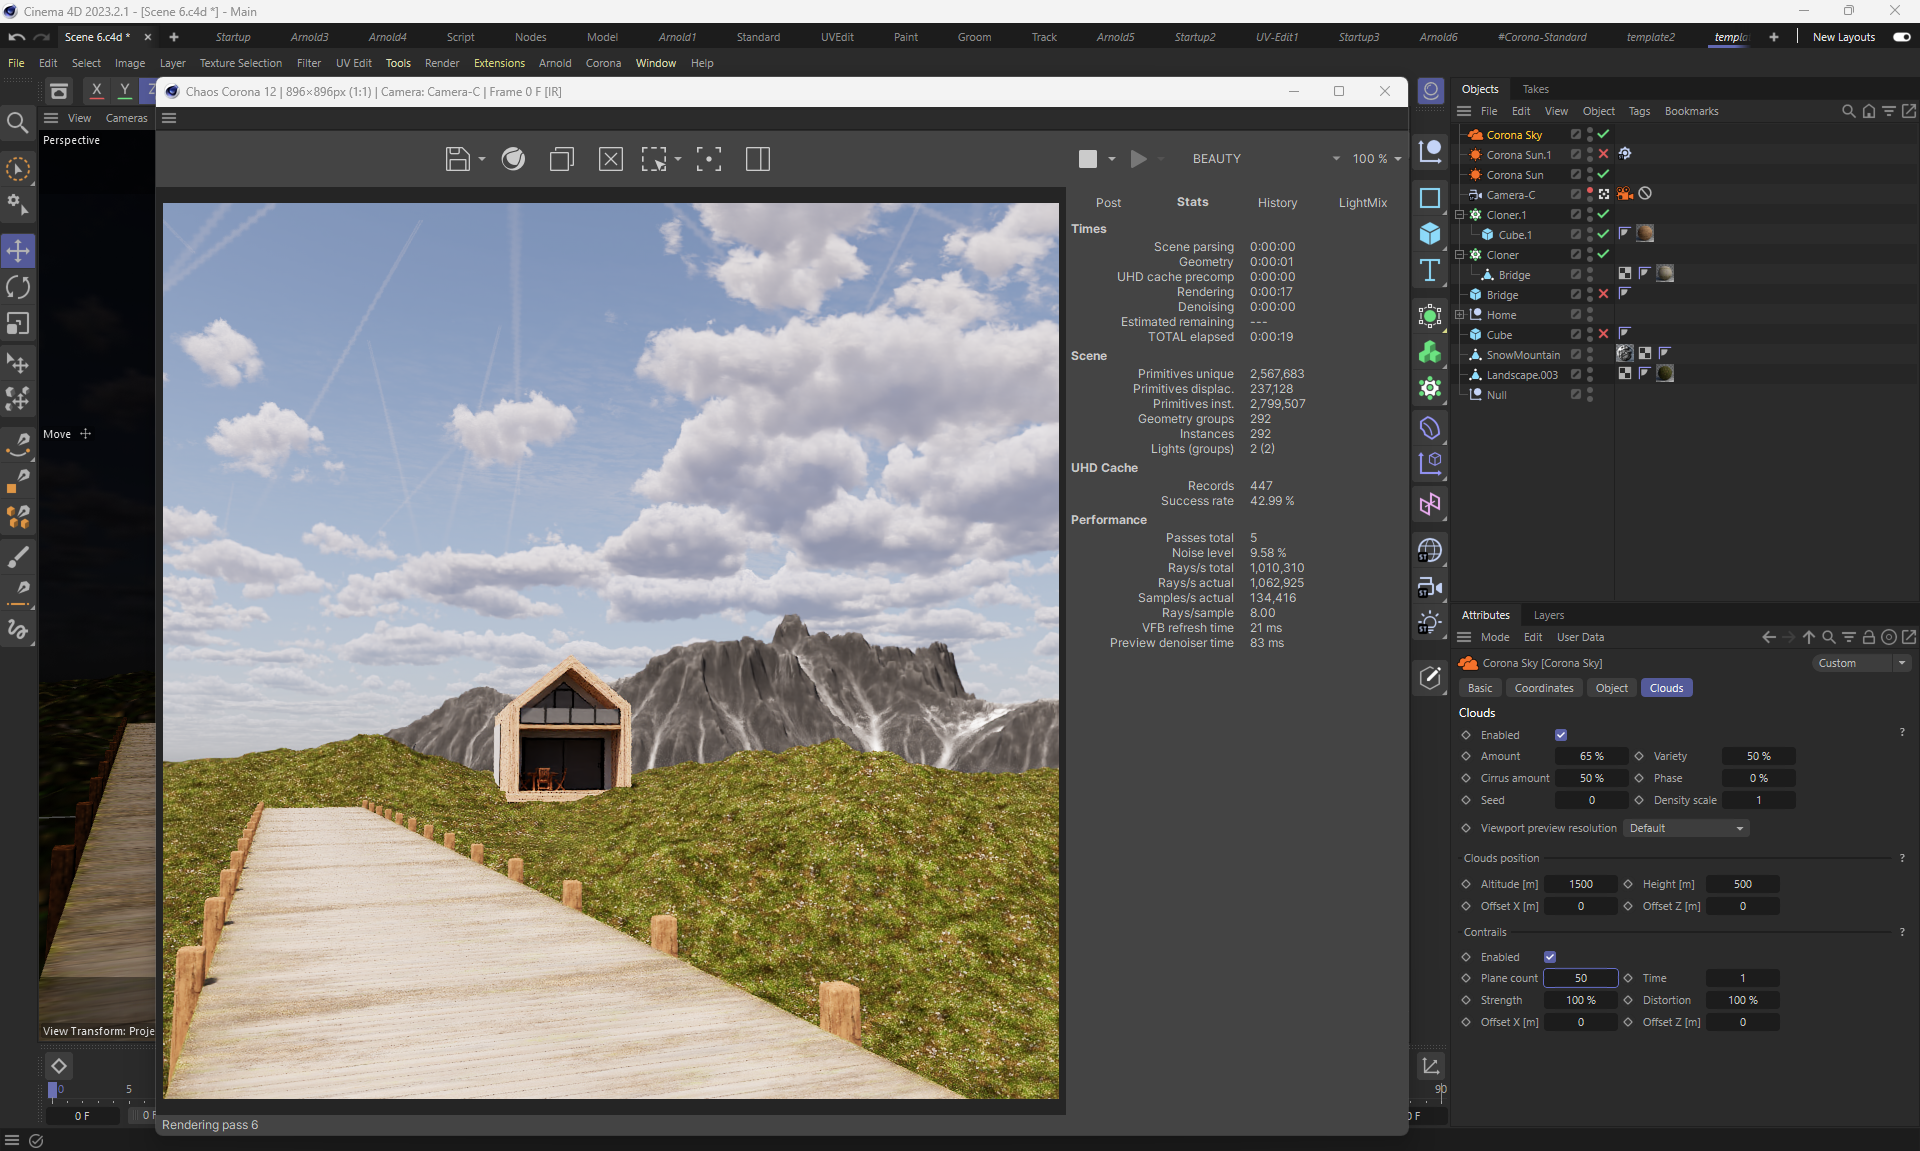 Cinema 4D 2023.2.1 - [Scene 6.c4d *] - Main
Scene 6.c4d *
Startup
Arnold3
Arnold4
Script
Nodes
Model
Arnold1
Standard
UVEdit
Paint
Groom
Track
Arnold5
Startup2
UV-Edit1
Startup3
Arnold6
#Corona-Standard
template2
templa
New Layouts
File Edit Select Image Layer Texture Selection Filter UV Edit Tools Render Extensions Arnold Corona Window Help
X Y Z
View Cameras
Perspective
Move
View Transform: Proje
0 5
0 F
0 F
Chaos Corona 12 | 896×896px (1:1) | Camera: Camera-C | Frame 0 F [IR]
BEAUTY
100 %
Post Stats History LightMix
Times
Scene parsing 0:00:00
Geometry 0:00:01
UHD cache precomp 0:00:00
Rendering 0:00:17
Denoising 0:00:00
Estimated remaining ---
TOTAL elapsed 0:00:19
Scene
Primitives unique 2,567,683
Primitives displac. 237,128
Primitives inst. 2,799,507
Geometry groups 292
Instances 292
Lights (groups) 2 (2)
UHD Cache
Records 447
Success rate 42.99 %
Performance
Passes total 5
Noise level 9.58 %
Rays/s total 1,010,310
Rays/s actual 1,062,925
Samples/s actual 134,416
Rays/sample 8.00
VFB refresh time 21 ms
Preview denoiser time 83 ms
Rendering pass 6
ST
ST
ST
90
0 F
Objects Takes
File Edit View Object Tags Bookmarks
Corona Sky
Corona Sun.1
Corona Sun
Camera-C
Cloner.1
Cube.1
Cloner
Bridge
Bridge
Home
Cube
SnowMountain
Landscape.003
Null
Attributes Layers
Mode Edit User Data
Corona Sky [Corona Sky]
Custom
Basic Coordinates Object Clouds
Clouds
Enabled ?
Amount 65 % Variety 50 %
Cirrus amount 50 % Phase 0 %
Seed 0 Density scale 1
Viewport preview resolution Default
Clouds position ?
Altitude [m] 1500 Height [m] 500
Offset X [m] 0 Offset Z [m] 0
Contrails ?
Enabled
Plane count 50 Time 1
Strength 100 % Distortion 100 %
Offset X [m] 0 Offset Z [m] 0